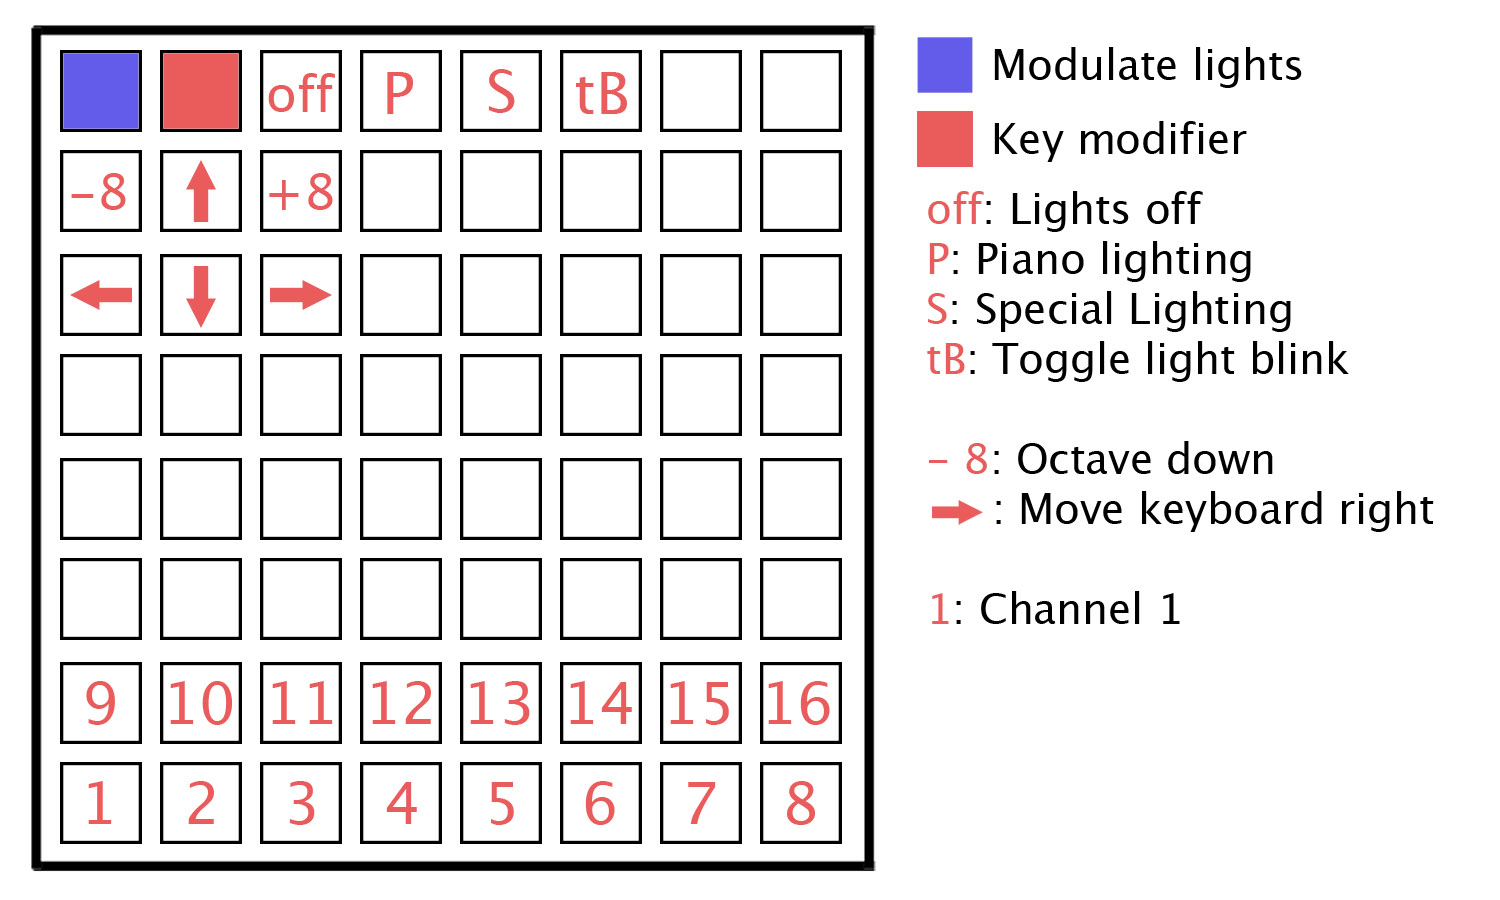 off P S tB
-8 +8
9 10 11 12 13 14 15 16
1 2 3 4 5 6 7 8
Modulate lights
Key modifier
off: Lights off
P: Piano lighting
S: Special Lighting
tB: Toggle light blink
- 8: Octave down
: Move keyboard right
1: Channel 1